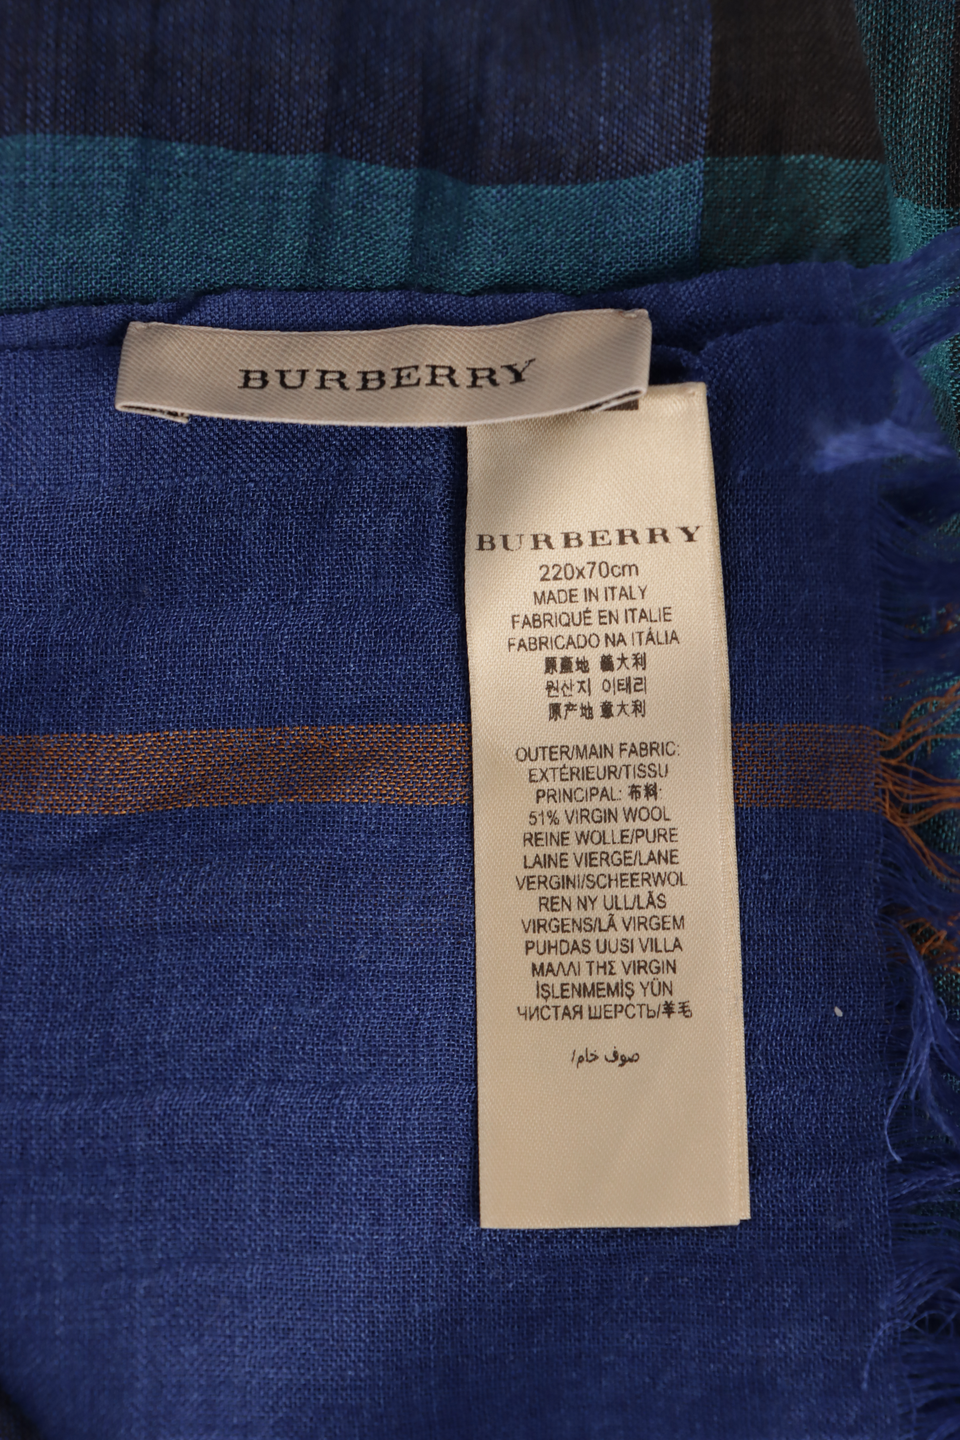 BURBERRY
BURBERRY
220x70cm
MADE IN ITALY
FABRIQUÉ EN ITALIE
FABRICADO NA ITÁLIA
原產地 義大利
원산지 이태리
原产地 意大利
OUTER/MAIN FABRIC:
EXTÉRIEUR/TISSU
PRINCIPAL: 布料:
51% VIRGIN WOOL
REINE WOLLE/PURE
LAINE VIERGE/LANE
VERGINI/SCHEERWOL
REN NY ULL/LÃS
VIRGENS/LÃ VIRGEM
PUHDAS UUSI VILLA
ΜΑΛΛΙ ΤΗΣ VIRGIN
İŞLENMEMİŞ YÜN
ЧИСТАЯ ШЕРСТЬ/羊毛
صوف خام/